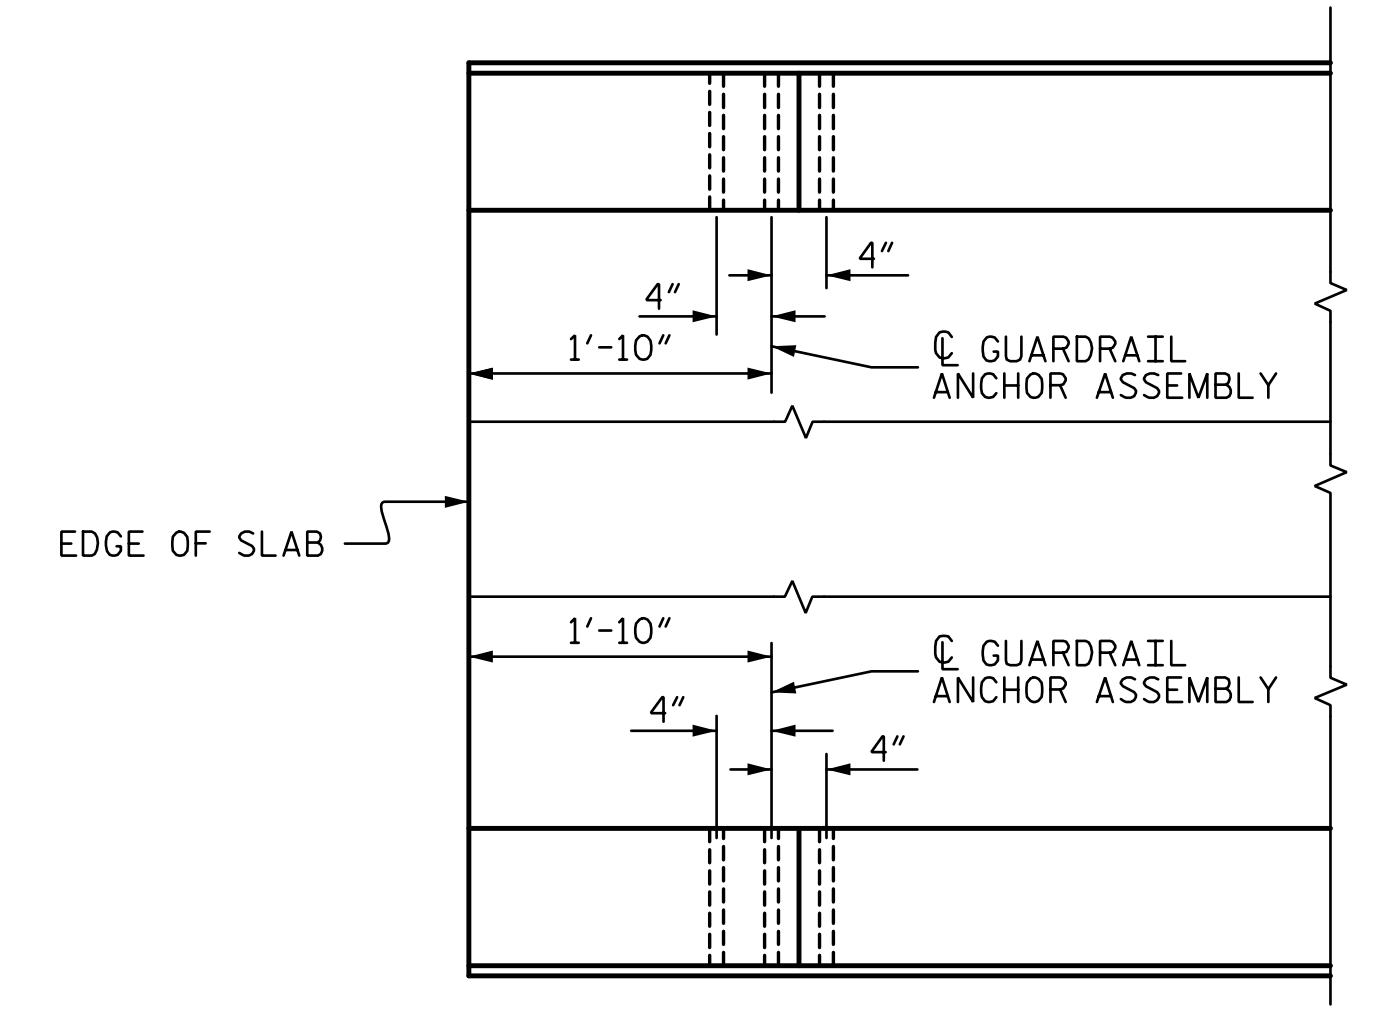 4"
4"
1'-10"
℄ GUARDRAIL
ANCHOR ASSEMBLY
EDGE OF SLAB
1'-10"
℄ GUARDRAIL
ANCHOR ASSEMBLY
4"
4"